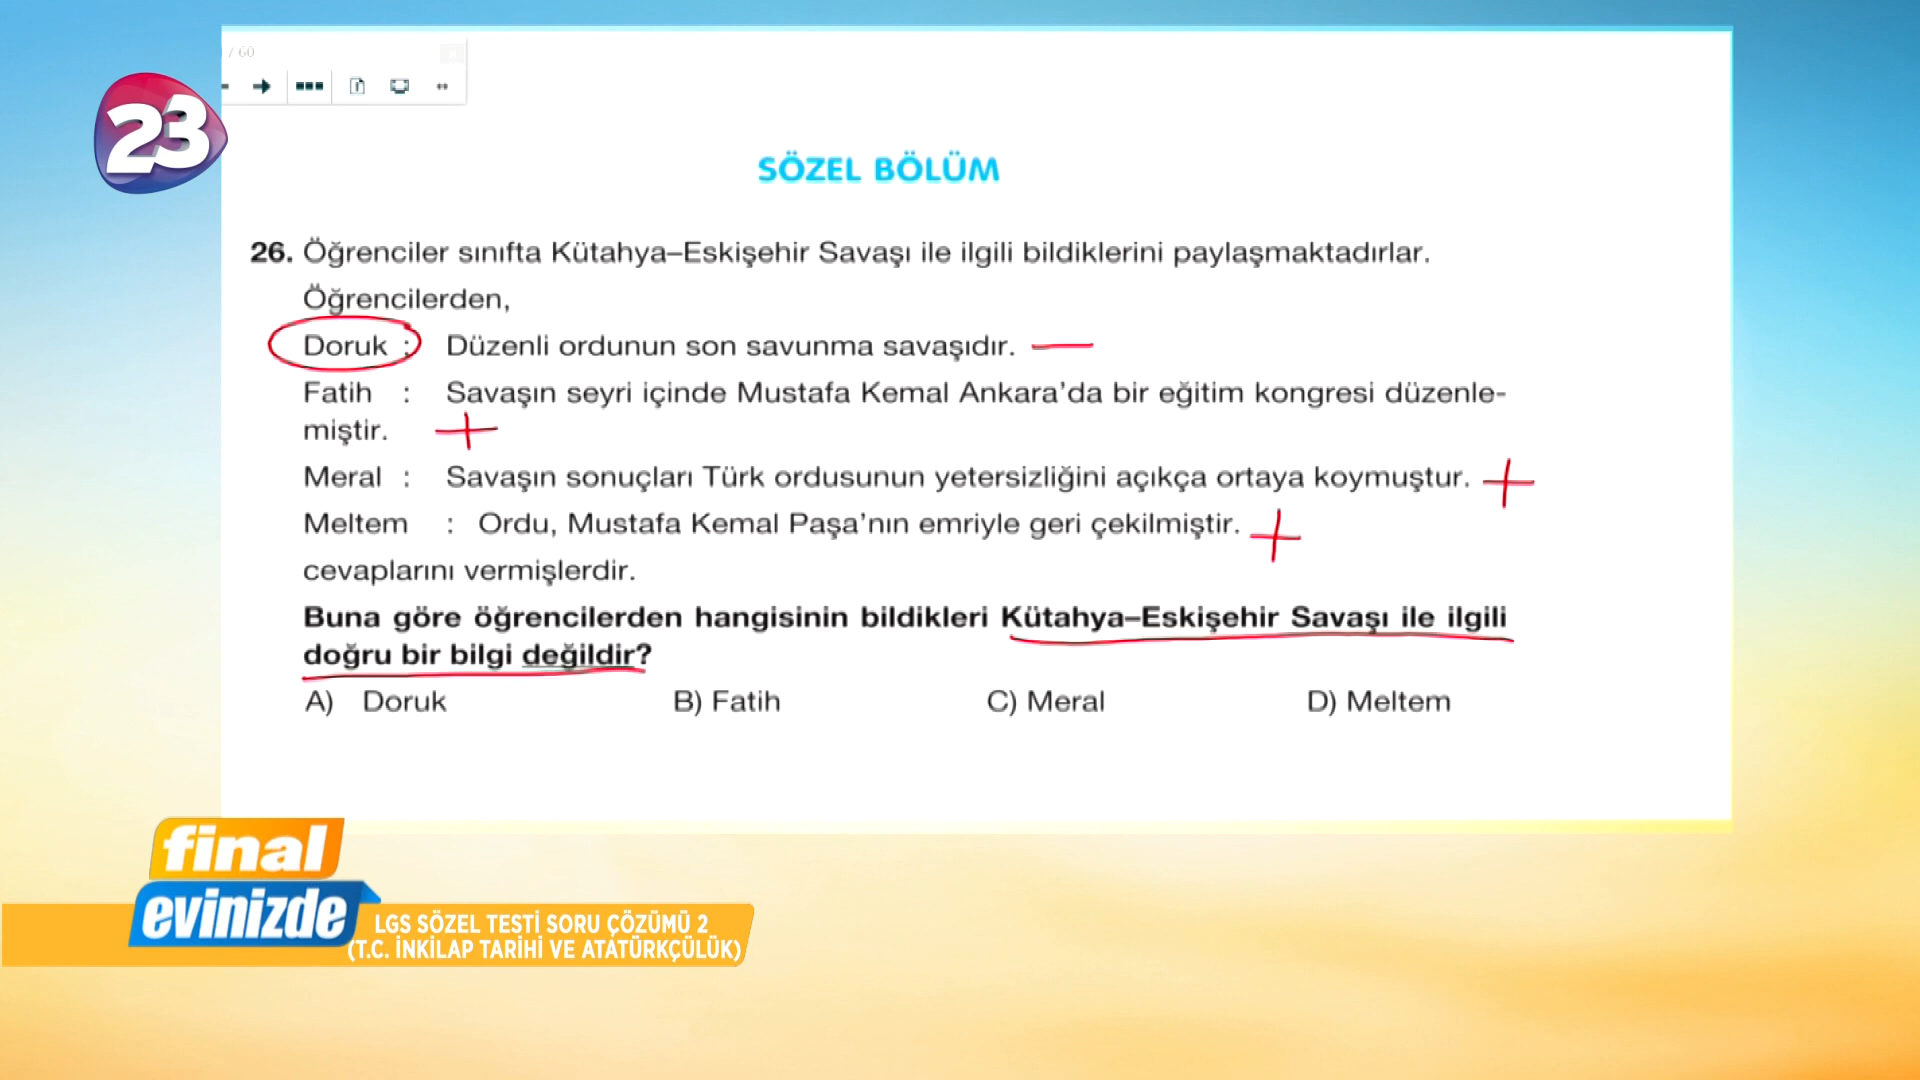 / 60
23
SÖZEL BÖLÜM
26. Öğrenciler sınıfta Kütahya–Eskişehir Savaşı ile ilgili bildiklerini paylaşmaktadırlar.
Öğrencilerden,
Doruk : Düzenli ordunun son savunma savaşıdır.
Fatih : Savaşın seyri içinde Mustafa Kemal Ankara’da bir eğitim kongresi düzenle-
miştir.
Meral : Savaşın sonuçları Türk ordusunun yetersizliğini açıkça ortaya koymuştur.
Meltem : Ordu, Mustafa Kemal Paşa’nın emriyle geri çekilmiştir.
cevaplarını vermişlerdir.
Buna göre öğrencilerden hangisinin bildikleri Kütahya–Eskişehir Savaşı ile ilgili
doğru bir bilgi değildir?
A) Doruk B) Fatih C) Meral D) Meltem
final
evinizde
LGS SÖZEL TESTİ SORU ÇÖZÜMÜ 2
(T.C. İNKİLAP TARİHİ VE ATATÜRKÇÜLÜK)